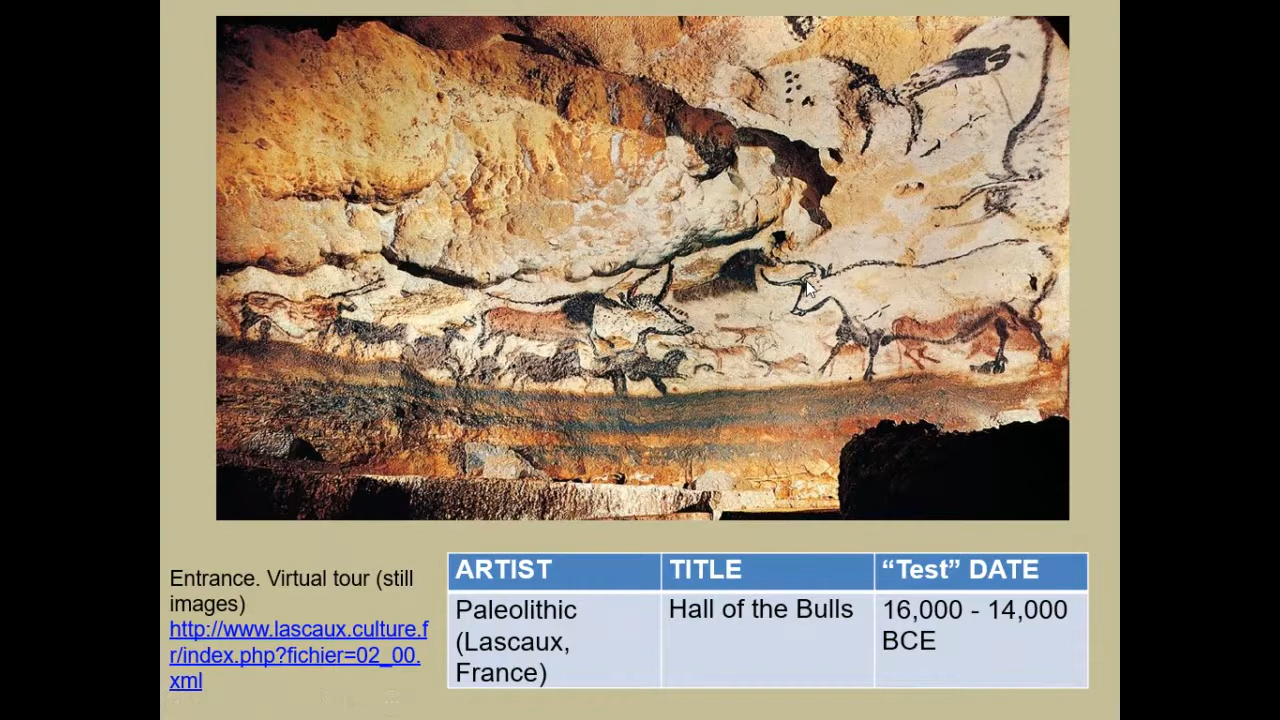 Entrance. Virtual tour (still
images)
http://www.lascaux.culture.f
r/index.php?fichier=02_00.
xml
ARTIST
TITLE
“Test” DATE
Paleolithic
(Lascaux,
France)
Hall of the Bulls
16,000 - 14,000
BCE